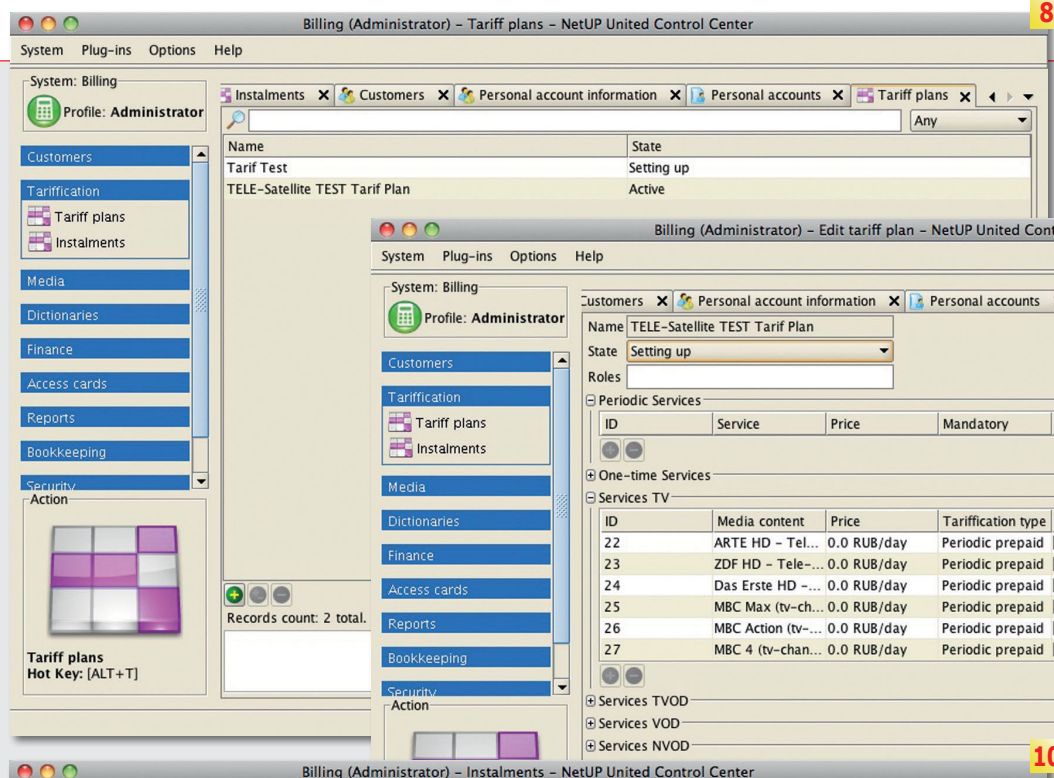 8
Billing (Administrator) – Tariff plans – NetUP United Control Center
System Plug-ins Options Help
System: Billing
Profile: Administrator
Instalments Customers Personal account information Personal accounts Tariff plans
Any
Customers
Tariffication
Tariff plans
Instalments
Media
Dictionaries
Finance
Access cards
Reports
Bookkeeping
Security
Action
Tariff plans
Hot Key: [ALT+T]
Name State
Tarif Test Setting up
TELE-Satellite TEST Tarif Plan Active
Records count: 2 total.
Billing (Administrator) – Edit tariff plan – NetUP United Cont
System Plug-ins Options Help
System: Billing
Profile: Administrator
Customers Personal account information Personal accounts
Customers
Tariffication
Tariff plans
Instalments
Media
Dictionaries
Finance
Access cards
Reports
Bookkeeping
Security
Action
Name TELE-Satellite TEST Tarif Plan
State Setting up
Roles
Periodic Services
ID Service Price Mandatory
One-time Services
Services TV
ID Media content Price Tariffication type
22 ARTE HD – Tel... 0.0 RUB/day Periodic prepaid
23 ZDF HD – Tele-... 0.0 RUB/day Periodic prepaid
24 Das Erste HD –... 0.0 RUB/day Periodic prepaid
25 MBC Max (tv-ch... 0.0 RUB/day Periodic prepaid
26 MBC Action (tv-... 0.0 RUB/day Periodic prepaid
27 MBC 4 (tv-chan... 0.0 RUB/day Periodic prepaid
Services TVOD
Services VOD
Services NVOD
10
Billing (Administrator) – Instalments – NetUP United Control Center